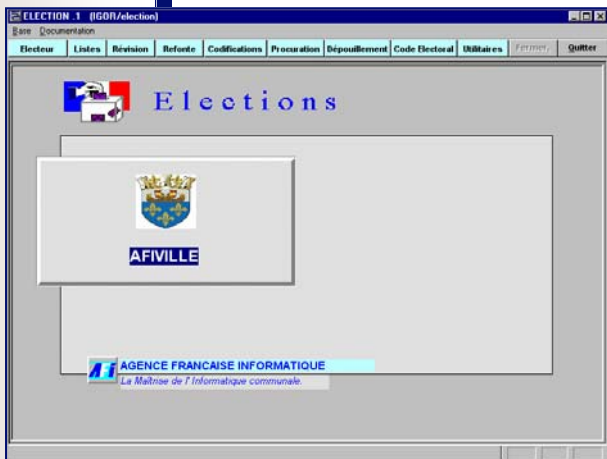 ELECTION .1 (IGOR/election)
Base Documentation
Electeur Listes Révision Refonte Codifications Procuration Dépouillement Code Electoral Utilitaires Fermer, Quitter
Elections
AFIVILLE
AFi AGENCE FRANCAISE INFORMATIQUE
La Maîtrise de l' Informatique communale.